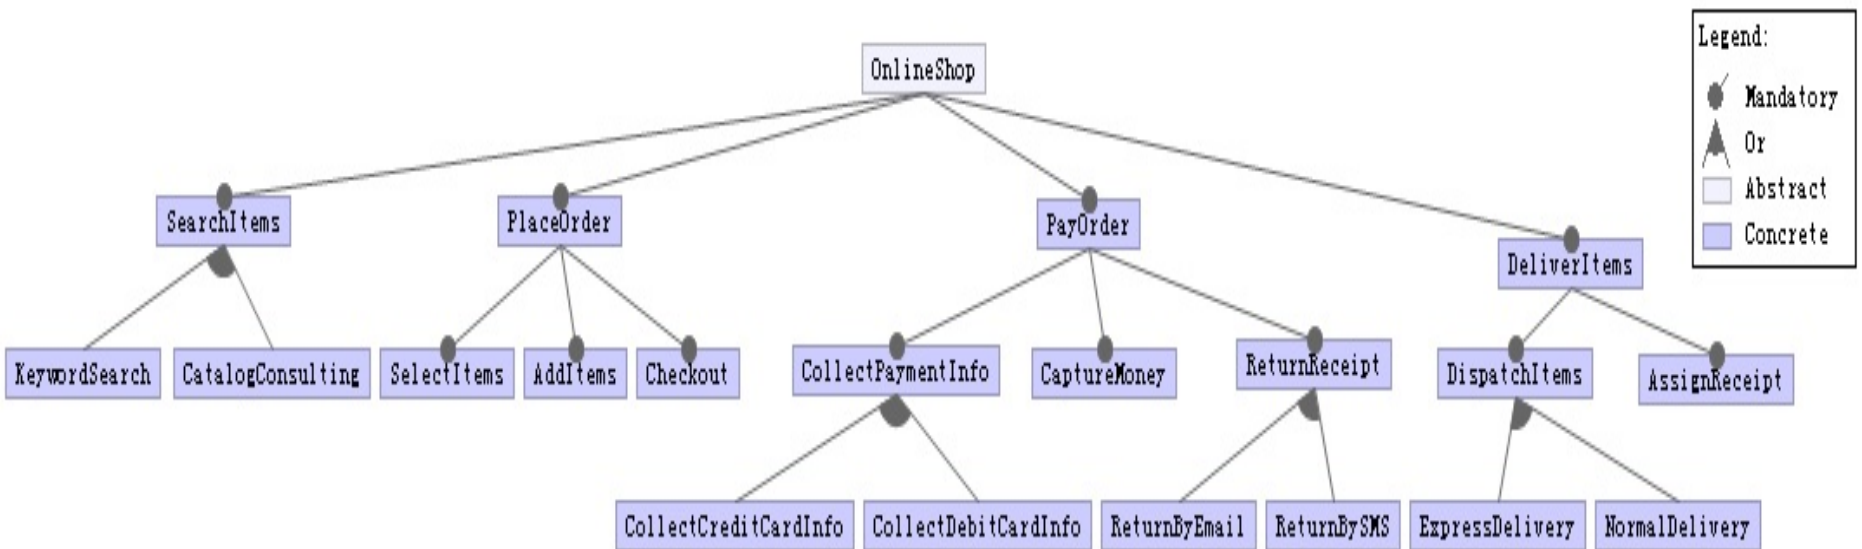 OnlineShop
Legend:
Mandatory
Or
Abstract
Concrete
SearchItems
PlaceOrder
PayOrder
DeliverItems
KeywordSearch
CatalogConsulting
SelectItems
AddItems
Checkout
CollectPaymentInfo
CaptureMoney
ReturnReceipt
DispatchItems
AssignReceipt
CollectCreditCardInfo
CollectDebitCardInfo
ReturnByEmail
ReturnBySMS
ExpressDelivery
NormalDelivery